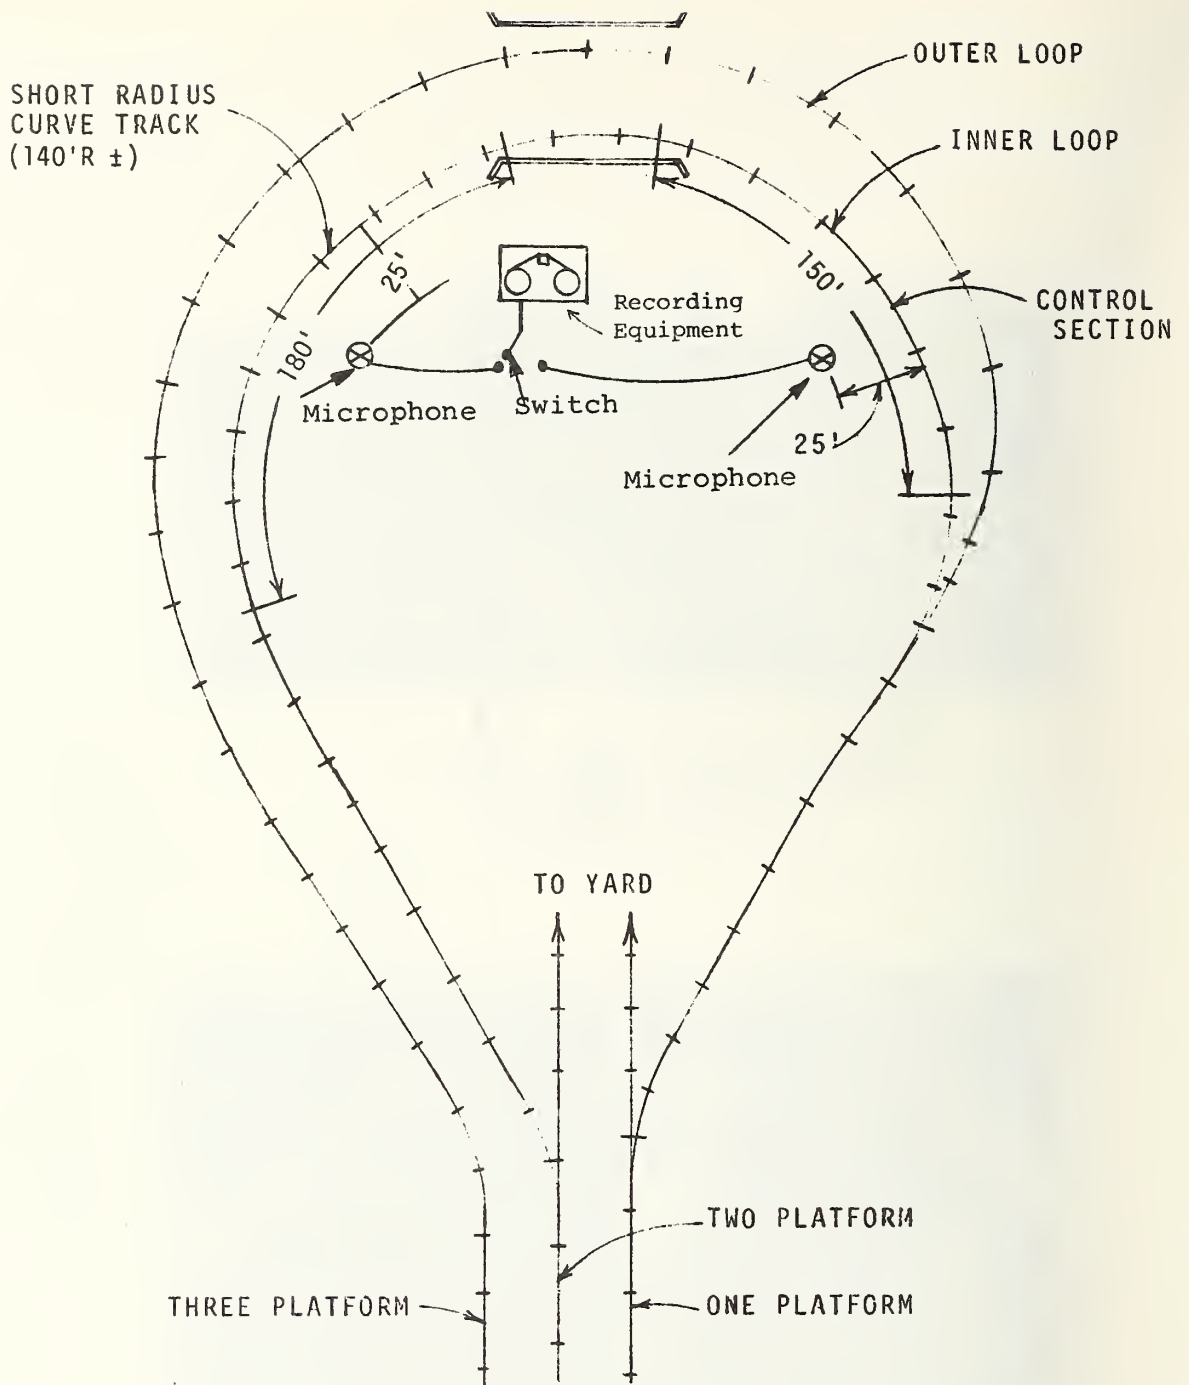 OUTER LOOP
SHORT RADIUS
CURVE TRACK
(140'R ±)
INNER LOOP
25'
150'
Recording
Equipment
CONTROL
SECTION
180'
Microphone
Switch
25'
Microphone
TO YARD
TWO PLATFORM
THREE PLATFORM
ONE PLATFORM